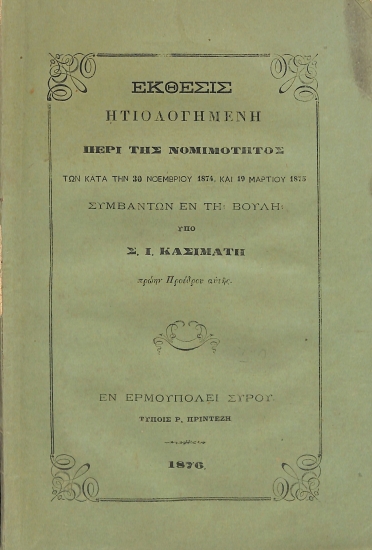 ΕΚΘΕΣΙΣ
ΗΤΙΟΛΟΓΗΜΕΝΗ
ΠΕΡΙ ΤΗΣ ΝΟΜΙΜΟΤΗΤΟΣ
ΤΩΝ ΚΑΤΑ ΤΗΝ 30 ΝΟΕΜΒΡΙΟΥ 1874, ΚΑΙ 19 ΜΑΡΤΙΟΥ 1875
ΣΥΜΒΑΝΤΩΝ ΕΝ ΤΗ: ΒΟΥΛΗ:
ΥΠΟ
Σ. Ι. ΚΑΣΙΜΑΤΗ
πρώην Προέδρου αὐτῆς.
ΕΝ ΕΡΜΟΥΠΟΛΕΙ ΣΥΡΟΥ.
ΤΥΠΟΙΣ Ρ. ΠΡΙΝΤΕΖΗ.
1876.